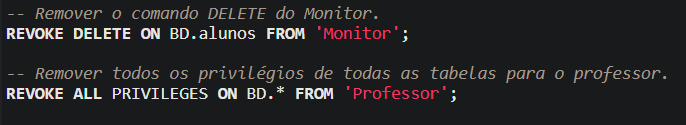 -- Remover o comando DELETE do Monitor.
REVOKE DELETE ON BD.alunos FROM 'Monitor';
-- Remover todos os privilégios de todas as tabelas para o professor.
REVOKE ALL PRIVILEGES ON BD.* FROM 'Professor';